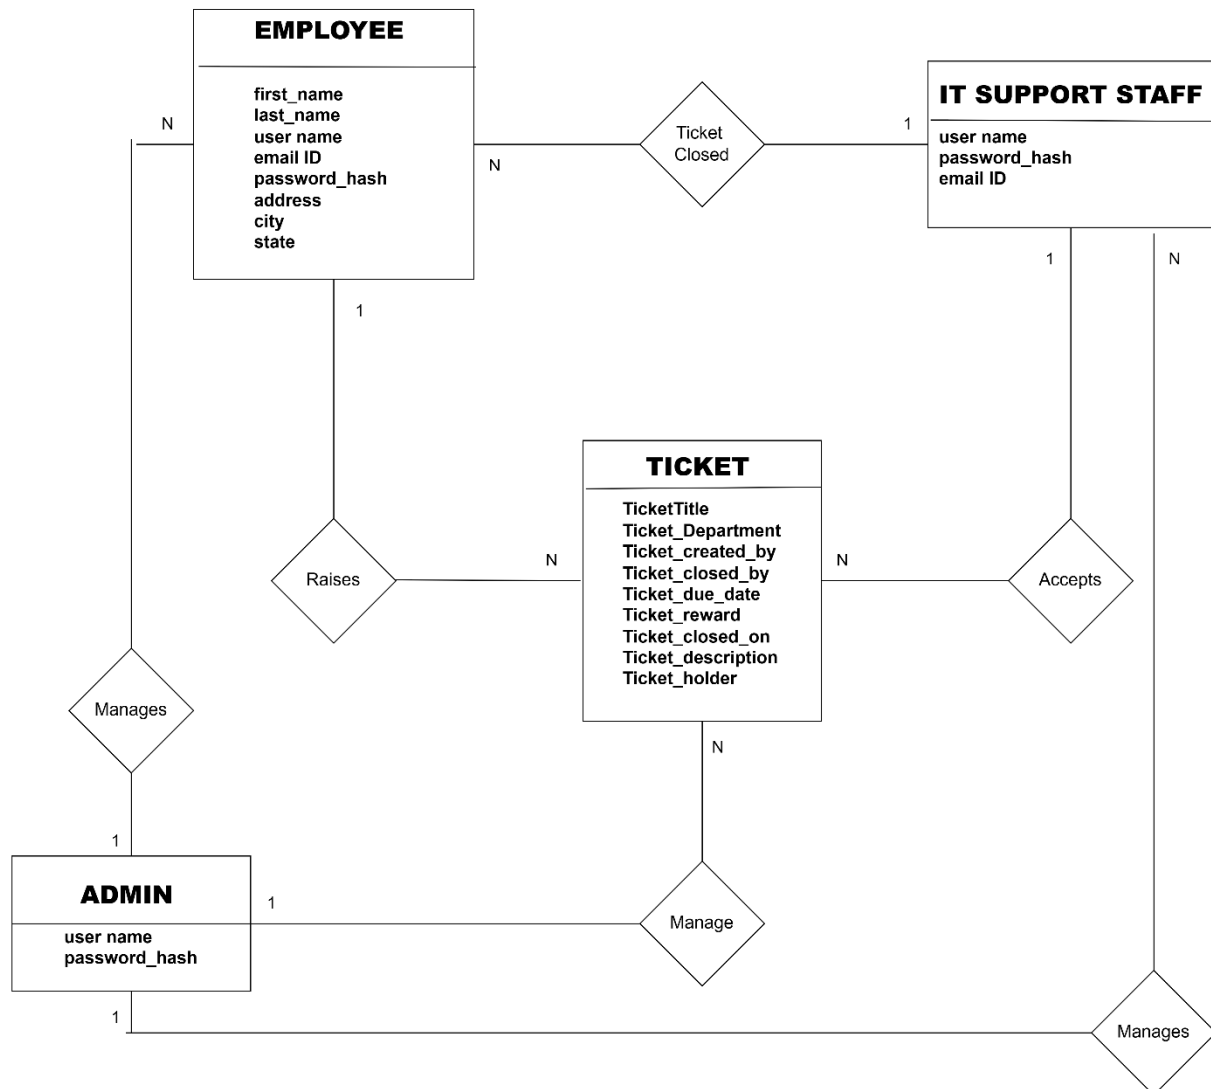 EMPLOYEE
first_name
last_name
user name
email ID
password_hash
address
city
state
N
N
Ticket
Closed
1
IT SUPPORT STAFF
user name
password_hash
email ID
1
1
N
TICKET
TicketTitle
Ticket_Department
Ticket_created_by
Ticket_closed_by
Ticket_due_date
Ticket_reward
Ticket_closed_on
Ticket_description
Ticket_holder
Raises
N
N
Accepts
Manages
N
1
ADMIN
user name
password_hash
1
Manage
1
Manages